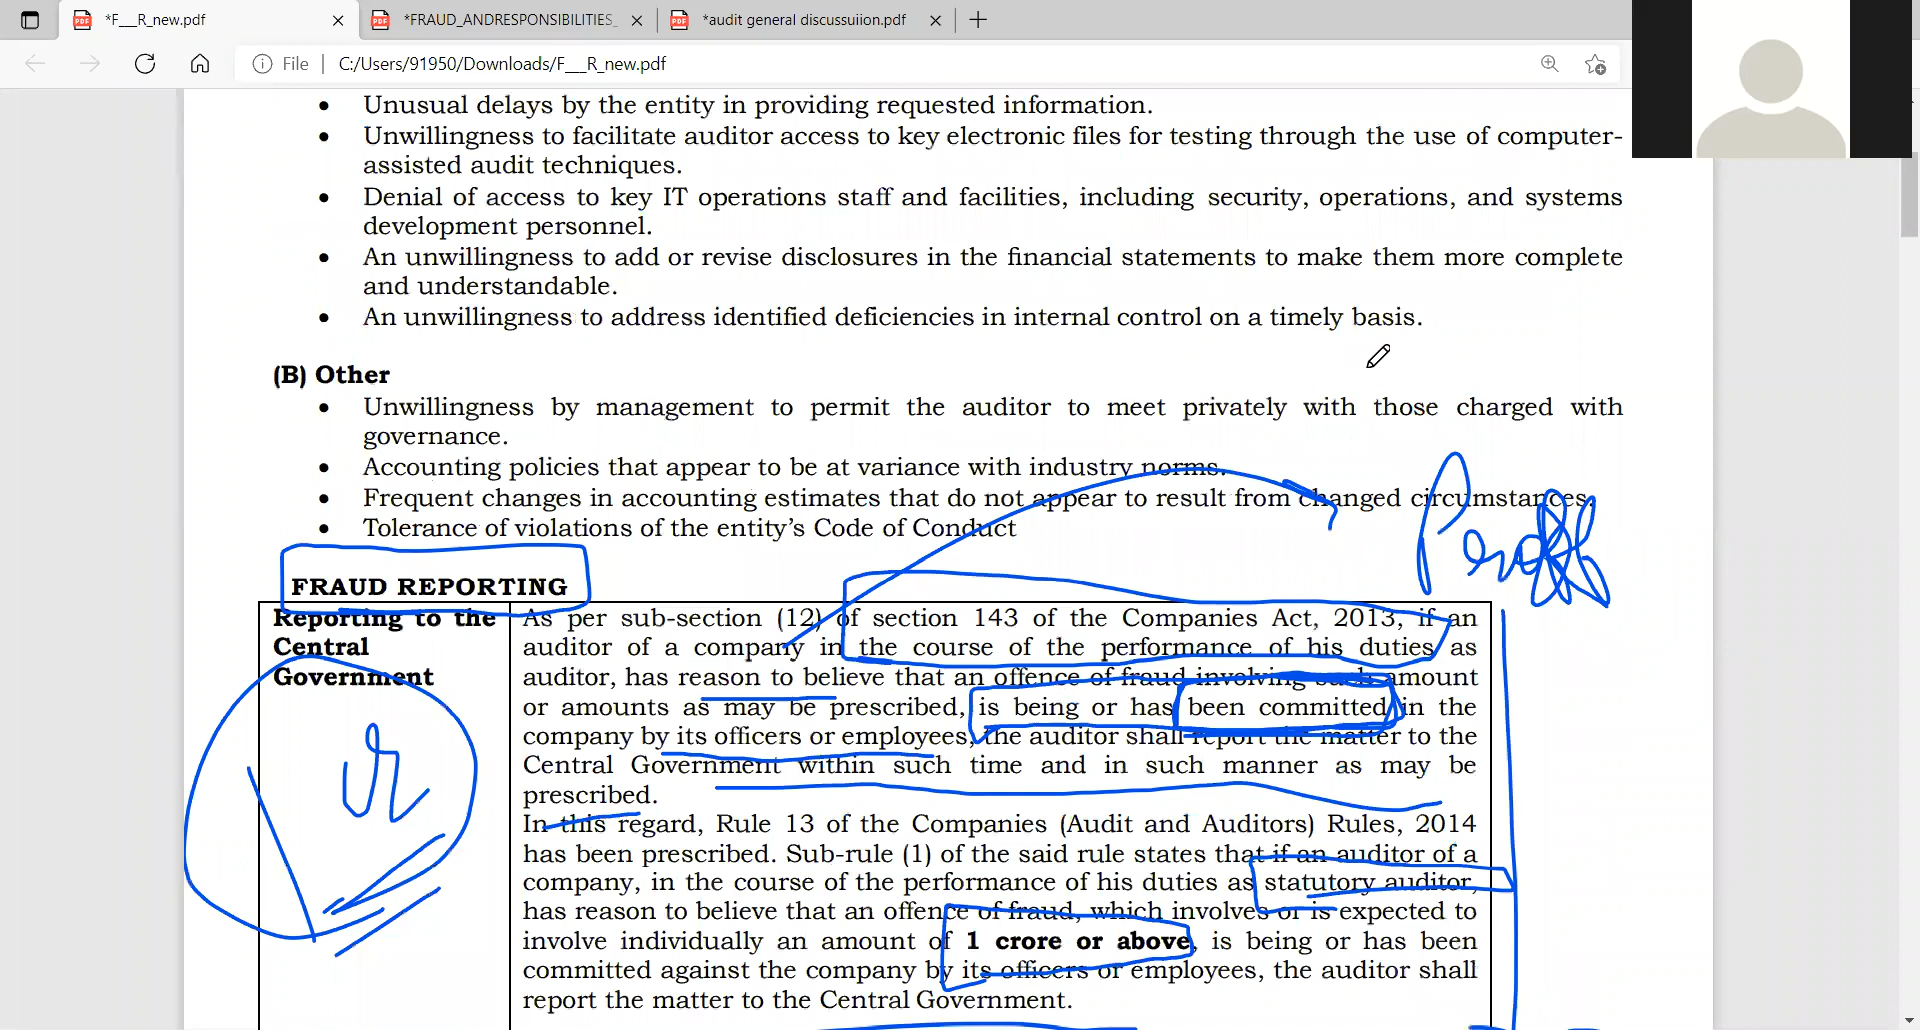 *F___R_new.pdf
*FRAUD_ANDRESPONSIBILITIES_
*audit general discussuiion.pdf
File | C:/Users/91950/Downloads/F___R_new.pdf
• Unusual delays by the entity in providing requested information.
• Unwillingness to facilitate auditor access to key electronic files for testing through the use of computer-
assisted audit techniques.
• Denial of access to key IT operations staff and facilities, including security, operations, and systems
development personnel.
• An unwillingness to add or revise disclosures in the financial statements to make them more complete
and understandable.
• An unwillingness to address identified deficiencies in internal control on a timely basis.
(B) Other
• Unwillingness by management to permit the auditor to meet privately with those charged with
governance.
• Accounting policies that appear to be at variance with industry norms.
• Frequent changes in accounting estimates that do not appear to result from changed circumstances.
• Tolerance of violations of the entity's Code of Conduct
FRAUD REPORTING
Reporting to the
Central
Government
As per sub-section (12) of section 143 of the Companies Act, 2013, if an
auditor of a company in the course of the performance of his duties as
auditor, has reason to believe that an offence of fraud involving such amount
or amounts as may be prescribed, is being or has been committed in the
company by its officers or employees, the auditor shall report the matter to the
Central Government within such time and in such manner as may be
prescribed.
In this regard, Rule 13 of the Companies (Audit and Auditors) Rules, 2014
has been prescribed. Sub-rule (1) of the said rule states that if an auditor of a
company, in the course of the performance of his duties as statutory auditor,
has reason to believe that an offence of fraud, which involves or is expected to
involve individually an amount of 1 crore or above, is being or has been
committed against the company by its officers or employees, the auditor shall
report the matter to the Central Government.